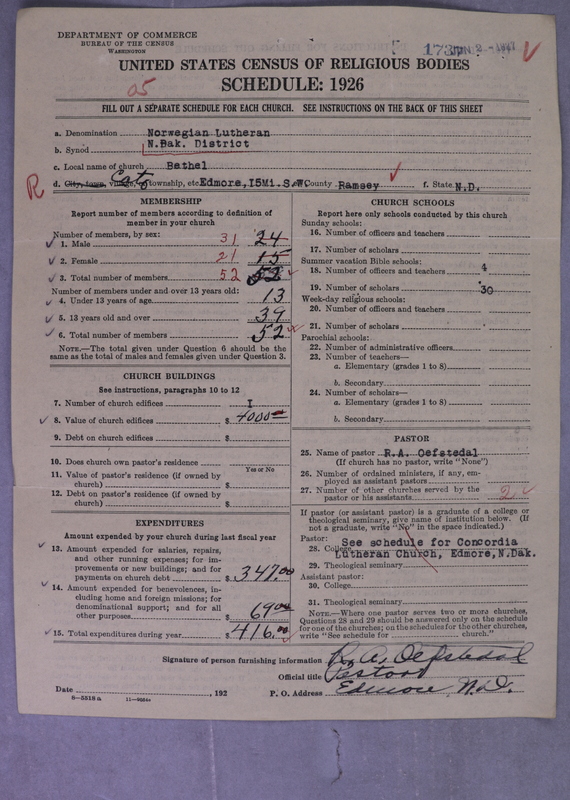 DEPARTMENT OF COMMERCE
BUREAU OF THE CENSUS
WASHINGTON
173 JUN 2 - 1927
UNITED STATES CENSUS OF RELIGIOUS BODIES
SCHEDULE: 1926
05
FILL OUT A SEPARATE SCHEDULE FOR EACH CHURCH. SEE INSTRUCTIONS ON THE BACK OF THIS SHEET
a. Denomination Norwegian Lutheran
b. Synod N.Dak. District
c. Local name of church Bethel
R d. City, town, village, township, etc. Edmore, I5Mi. S.W County Ramsey f. State N.D.
MEMBERSHIP
Report number of members according to definition of member in your church
Number of members, by sex:
1. Male 31 24
2. Female 21 15
3. Total number of members 52 52
Number of members under and over 13 years old:
4. Under 13 years of age 13
5. 13 years old and over 39
6. Total number of members 52
NOTE.—The total given under Question 6 should be the
same as the total of males and females given under Question 3.
CHURCH BUILDINGS
See instructions, paragraphs 10 to 12
7. Number of church edifices I
8. Value of church edifices $ 4000
9. Debt on church edifices $
10. Does church own pastor's residence
Yes or No
11. Value of pastor's residence (if owned by
church) $
12. Debt on pastor's residence (if owned by
church) $
EXPENDITURES
Amount expended by your church during last fiscal year
13. Amount expended for salaries, repairs,
and other running expenses; for im-
provements or new buildings; and for
payments on church debt $ 347.00
14. Amount expended for benevolences, in-
cluding home and foreign missions; for
denominational support; and for all
other purposes $ 69.00
15. Total expenditures during year $ 416.00
CHURCH SCHOOLS
Report here only schools conducted by this church
Sunday schools:
16. Number of officers and teachers
17. Number of scholars
Summer vacation Bible schools:
18. Number of officers and teachers 4
19. Number of scholars 30
Week-day religious schools:
20. Number of officers and teachers
21. Number of scholars
Parochial schools:
22. Number of administrative officers
23. Number of teachers—
a. Elementary (grades 1 to 8)
b. Secondary
24. Number of scholars—
a. Elementary (grades 1 to 8)
b. Secondary
PASTOR
25. Name of pastor R.A. Oefstedal
(If church has no pastor, write "None")
26. Number of ordained ministers, if any, em-
ployed as assistant pastors
27. Number of other churches served by the
pastor or his assistants 2
If pastor (or assistant pastor) is a graduate of a college or
theological seminary, give name of institution below. (If
not a graduate, write "No" in the space indicated.)
Pastor:
28. College See schedule for Concordia
Lutheran Church, Edmore, N.Dak.
29. Theological seminary
Assistant pastor:
30. College
31. Theological seminary
NOTE.—Where one pastor serves two or more churches,
Questions 28 and 29 should be answered only on the schedule
for one of the churches; on the schedules for the other churches,
write "See schedule for church."
Signature of person furnishing information R. A. Oefstedal
Official title Pastor
Date , 192
P. O. Address Edmore, N.D.
8—5518 a 11—9554